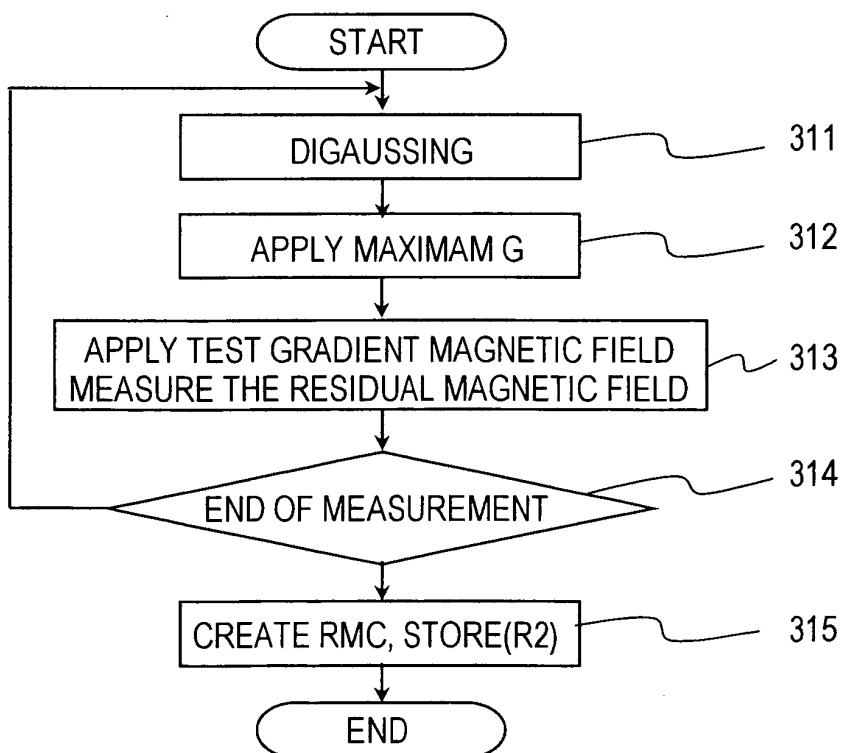 START
DIGAUSSING
311
APPLY MAXIMAM G
312
APPLY TEST GRADIENT MAGNETIC FIELD
MEASURE THE RESIDUAL MAGNETIC FIELD
313
END OF MEASUREMENT
314
CREATE RMC, STORE(R2)
315
END